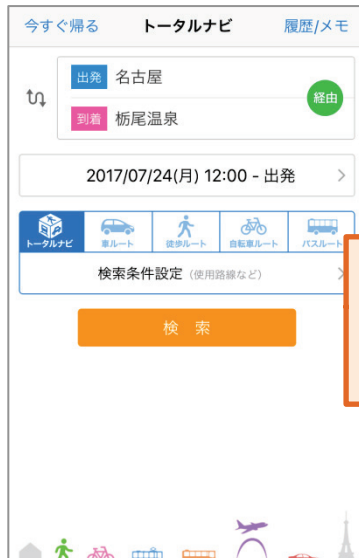 今すぐ帰る トータルナビ 履歴/メモ
出発 名古屋
経由
到着 栃尾温泉
2017/07/24(月) 12:00 - 出発
トータルナビ 車ルート 徒歩ルート 自転車ルート バスルート
検索条件設定 (使用路線など)
検 索